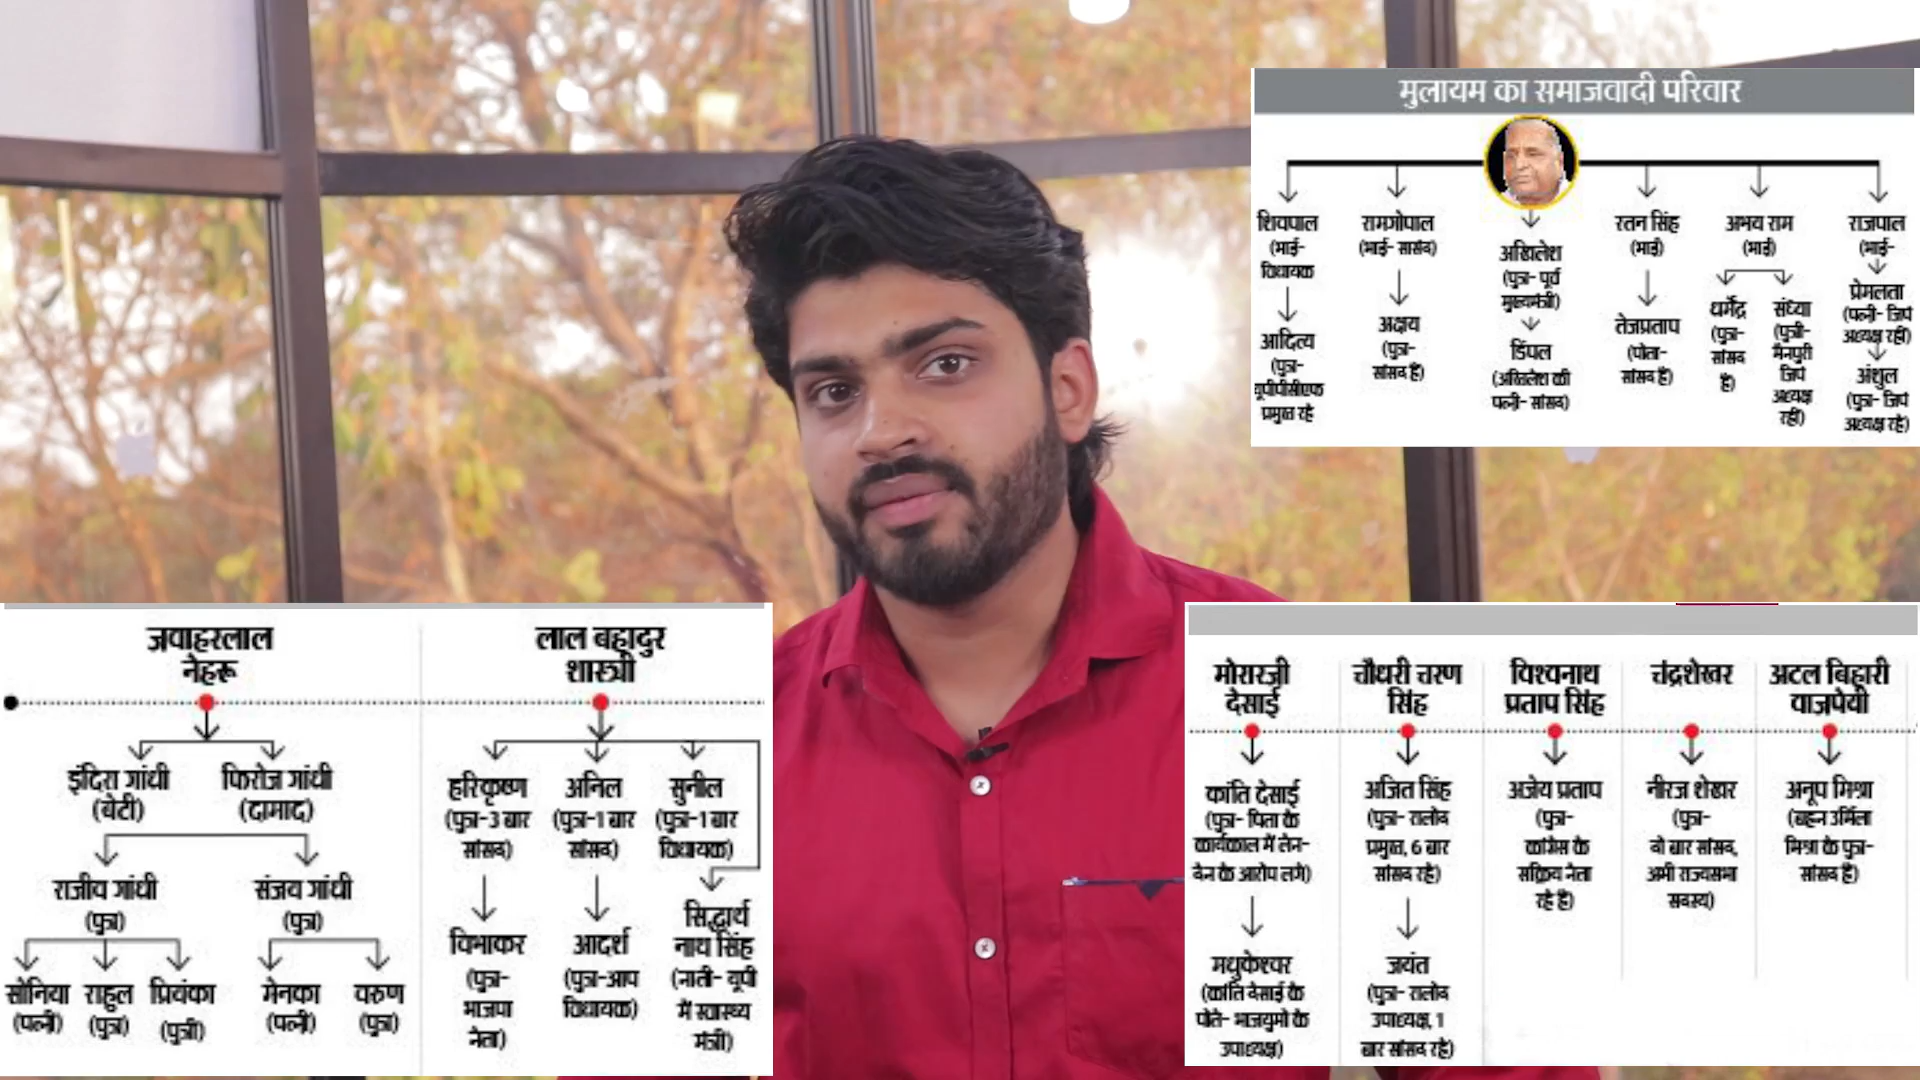 मुलायम का समाजवादी परिवार
शिवपाल
(भाई-
विधायक
आदित्य
(पुत्र-
यूपीपीसीएफ
प्रमुख रहे
रामगोपाल
(भाई- सासंद)
अक्षय
(पुत्र-
सांसद हैं)
अखिलेश
(पुत्र- पूर्व
मुख्यमंत्री)
डिंपल
(अखिलेश की
पत्नी- सांसद)
रतन सिंह
(भाई)
तेजप्रताप
(पोता-
सांसद हैं)
अभय राम
(भाई)
धर्मेंद्र
(पुत्र-
सांसद
हैं)
संध्या
(पुत्री-
मैनपुरी
जिपं
अध्यक्ष
रहीं)
राजपाल
(भाई-
प्रेमलता
(पत्नी- जिपं
अध्यक्ष रहीं)
अंशुल
(पुत्र- जिपं
अध्यक्ष रहे)
जवाहरलाल
नेहरू
इंदिरा गांधी
(बेटी)
फिरोज गांधी
(दामाद)
राजीव गांधी
(पुत्र)
संजय गांधी
(पुत्र)
सोनिया
(पत्नी)
राहुल
(पुत्र)
प्रियंका
(पुत्री)
मेनका
(पत्नी)
वरुण
(पुत्र)
लाल बहादुर
शास्त्री
हरिकृष्ण
(पुत्र-3 बार
सांसद)
अनिल
(पुत्र-1 बार
सांसद)
सुनील
(पुत्र-1 बार
विधायक)
विभाकर
(पुत्र-
भाजपा
नेता)
आदर्श
(पुत्र-आप
विधायक)
सिद्धार्थ
नाथ सिंह
(नाती- यूपी
में स्वास्थ्य
मंत्री)
मोरारजी
देसाई
कांति देसाई
(पुत्र- पिता के
कार्यकाल में लेन-
देन के आरोप लगे)
मधुकेश्वर
(कांति देसाई के
पोते- भाजयुमो के
उपाध्यक्ष)
चौधरी चरण
सिंह
अजित सिंह
(पुत्र- रालोद
प्रमुख, 6 बार
सांसद रहे)
जयंत
(पुत्र- रालोद
उपाध्यक्ष, 1
बार सांसद रहे)
विश्वनाथ
प्रताप सिंह
अजेय प्रताप
(पुत्र-
कांग्रेस के
सक्रिय नेता
रहे हैं)
चंद्रशेखर
नीरज शेखर
(पुत्र-
दो बार सांसद,
अभी राज्यसभा
सदस्य)
अटल बिहारी
वाजपेयी
अनूप मिश्रा
(बहन उर्मिला
मिश्रा के पुत्र-
सांसद हैं)